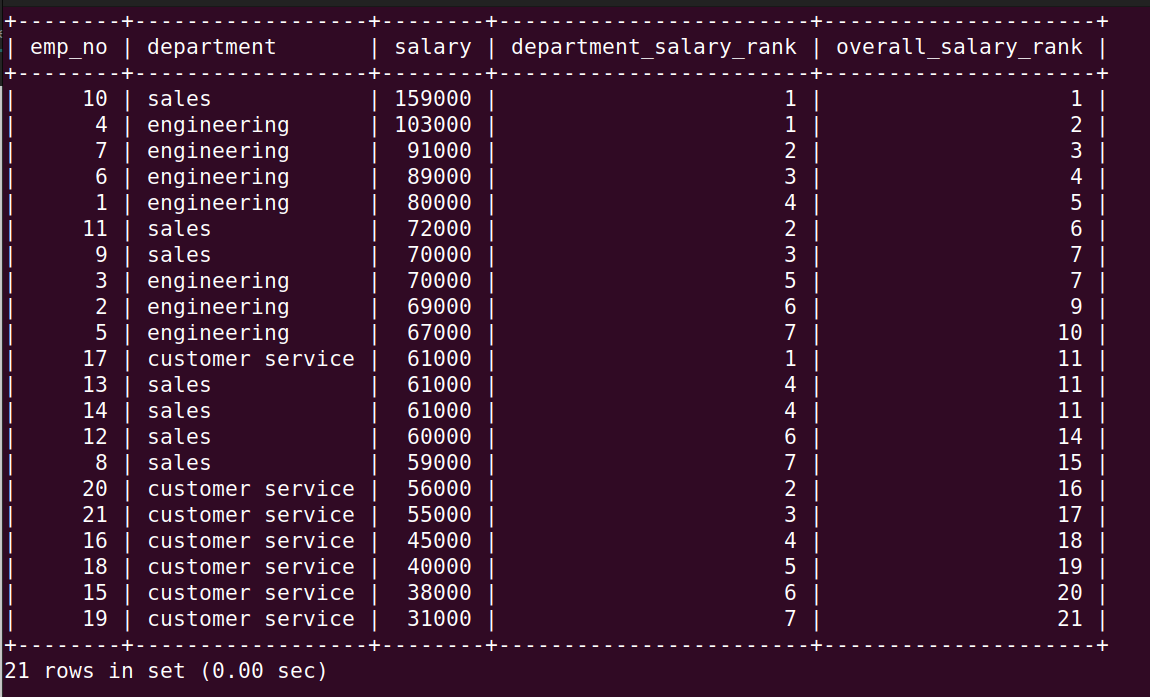 +--------+------------------+--------+------------------------+---------------------+
| emp_no | department       | salary | department_salary_rank | overall_salary_rank |
+--------+------------------+--------+------------------------+---------------------+
|     10 | sales            | 159000 |                      1 |                   1 |
|      4 | engineering      | 103000 |                      1 |                   2 |
|      7 | engineering      |  91000 |                      2 |                   3 |
|      6 | engineering      |  89000 |                      3 |                   4 |
|      1 | engineering      |  80000 |                      4 |                   5 |
|     11 | sales            |  72000 |                      2 |                   6 |
|      9 | sales            |  70000 |                      3 |                   7 |
|      3 | engineering      |  70000 |                      5 |                   7 |
|      2 | engineering      |  69000 |                      6 |                   9 |
|      5 | engineering      |  67000 |                      7 |                  10 |
|     17 | customer service |  61000 |                      1 |                  11 |
|     13 | sales            |  61000 |                      4 |                  11 |
|     14 | sales            |  61000 |                      4 |                  11 |
|     12 | sales            |  60000 |                      6 |                  14 |
|      8 | sales            |  59000 |                      7 |                  15 |
|     20 | customer service |  56000 |                      2 |                  16 |
|     21 | customer service |  55000 |                      3 |                  17 |
|     16 | customer service |  45000 |                      4 |                  18 |
|     18 | customer service |  40000 |                      5 |                  19 |
|     15 | customer service |  38000 |                      6 |                  20 |
|     19 | customer service |  31000 |                      7 |                  21 |
+--------+------------------+--------+------------------------+---------------------+
21 rows in set (0.00 sec)